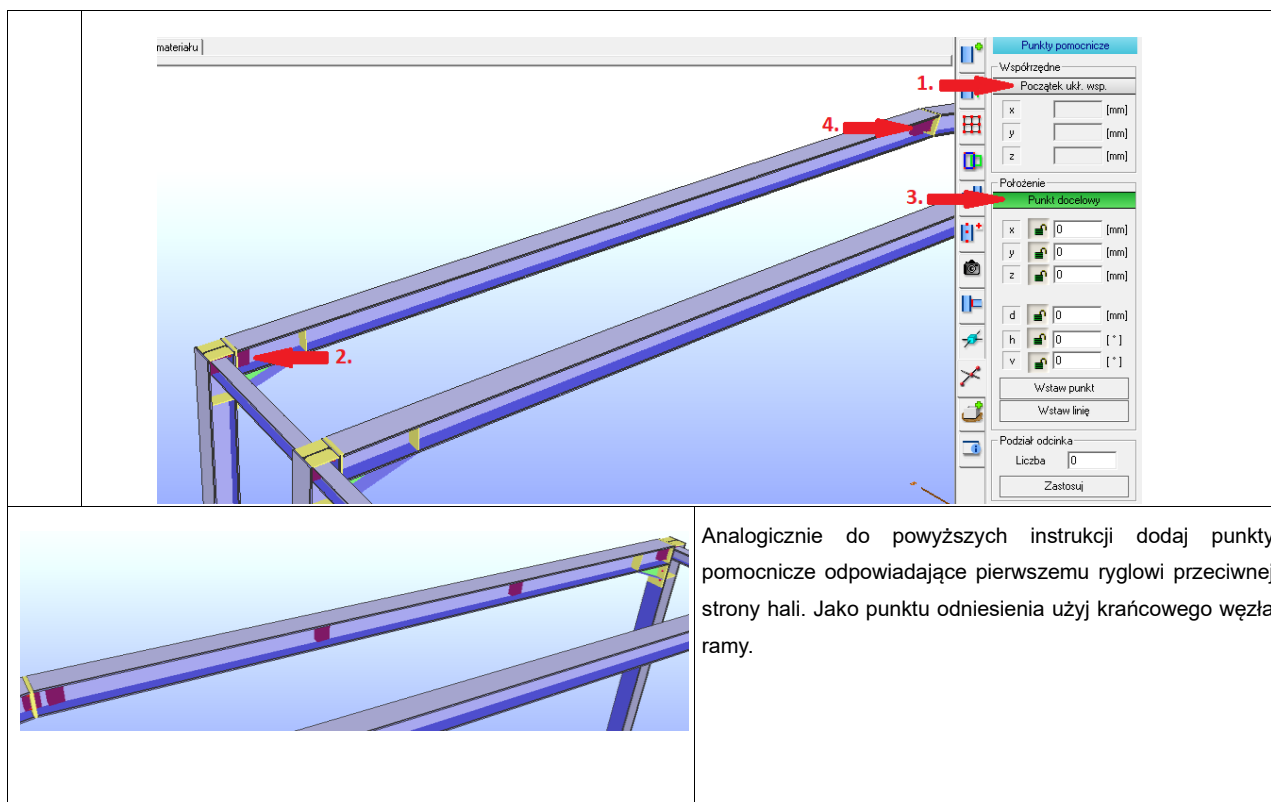 materiału
Punkty pomocnicze
Współrzędne
1.
Początek ukł. wsp.
x [mm]
4.
y [mm]
z [mm]
Położenie
3.
Punkt docelowy
x 0 [mm]
y 0 [mm]
z 0 [mm]
d 0 [mm]
h 0 [°]
2.
v 0 [°]
Wstaw punkt
Wstaw linię
Podział odcinka
Liczba 0
Zastosuj
Analogicznie do powyższych instrukcji dodaj punkty
pomocnicze odpowiadające pierwszemu ryglowi przeciwnej
strony hali. Jako punktu odniesienia użyj krańcowego węzła
ramy.